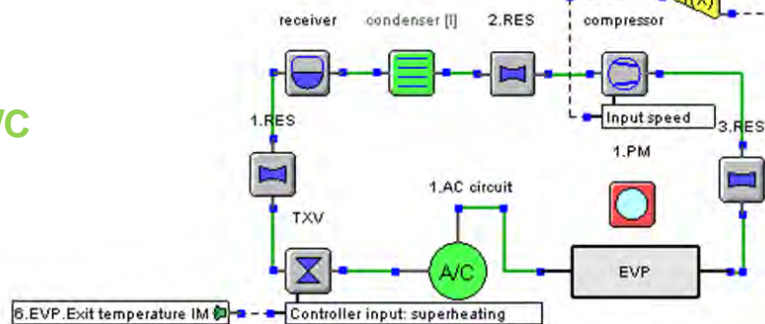 receiver
condenser [I]
2.RES
compressor
/C
1.RES
Input speed
3.RES
1.PM
1.AC circuit
TXV
A/C
EVP
6.EVP.Exit temperature IM
Controller input: superheating